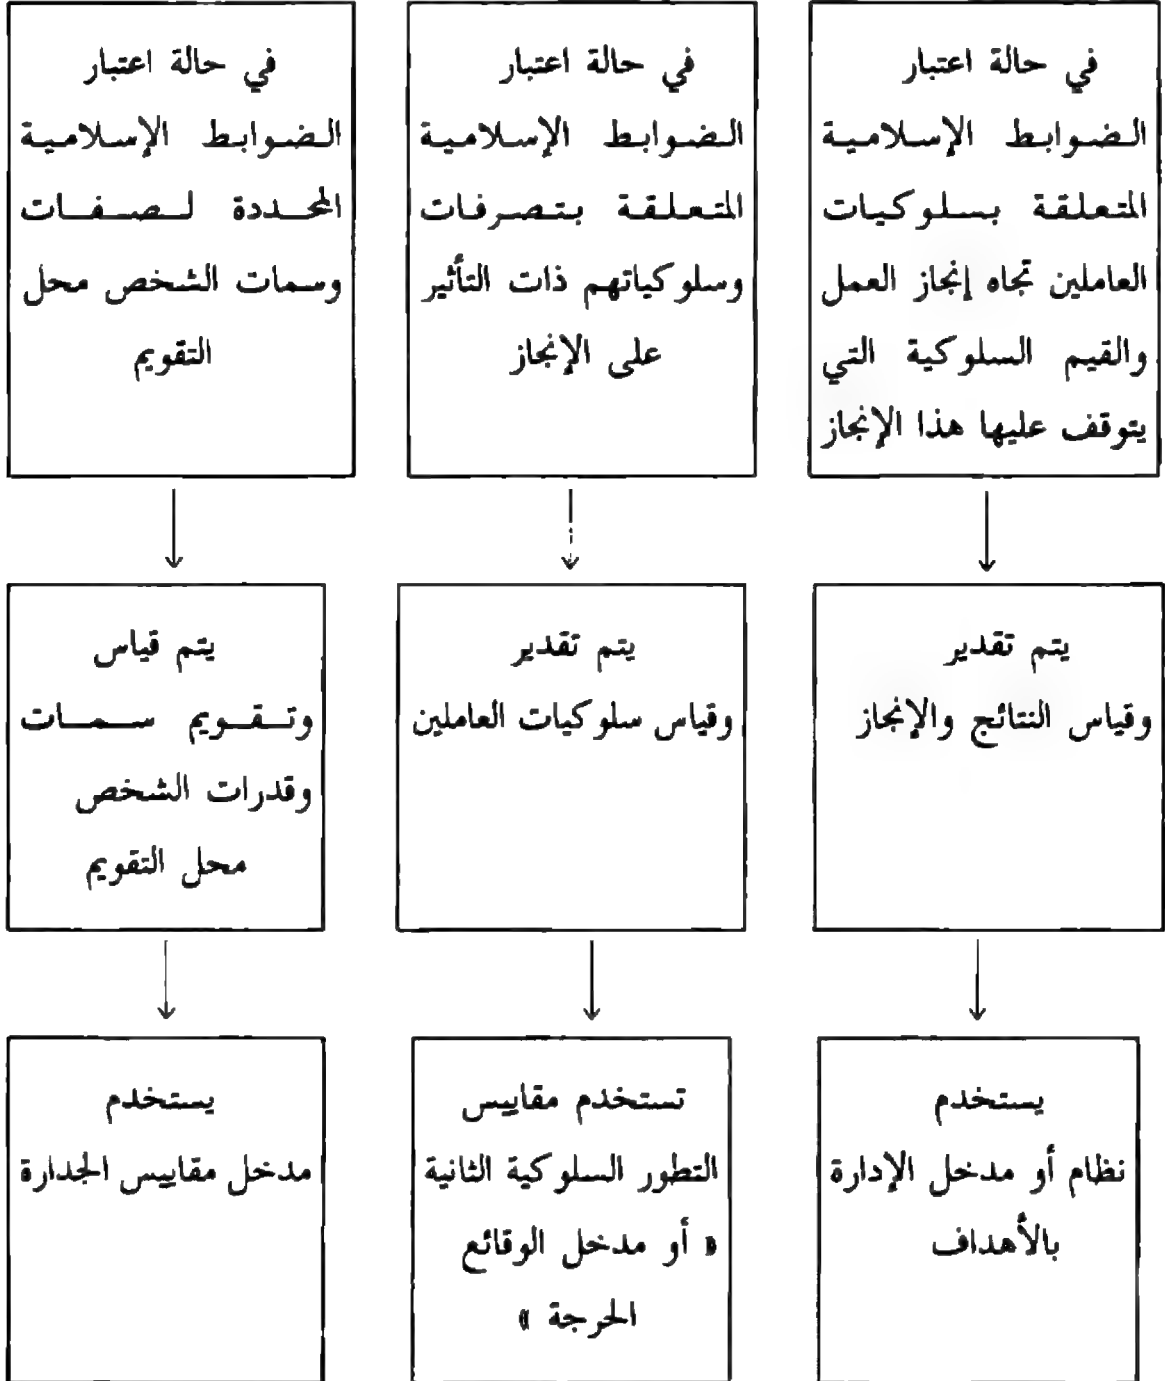 في حالة اعتبار
الضوابط الإسلامية
المتعلقة بسلوكيات
العاملين تجاه إنجاز العمل
والقيم السلوكية التي
يتوقف عليها هذا الإنجاز
يتم تقدير
وقياس النتائج والإنجاز
يستخدم
نظام أو مدخل الإدارة
بالأهداف
في حالة اعتبار
الضوابط الإسلامية
المتعلقة بتصرفات
وسلوكياتهم ذات التأثير
على الإنجاز
يتم تقدير
وقياس سلوكيات العاملين
تستخدم مقاييس
التطور السلوكية الثانية
« أو مدخل الوقائع
الحرجة »
في حالة اعتبار
الضوابط الإسلامية
المحددة لصفات
وسمات الشخص محل
التقويم
يتم قياس
وتقويم سمات
وقدرات الشخص
محل التقويم
يستخدم
مدخل مقاييس الجدارة